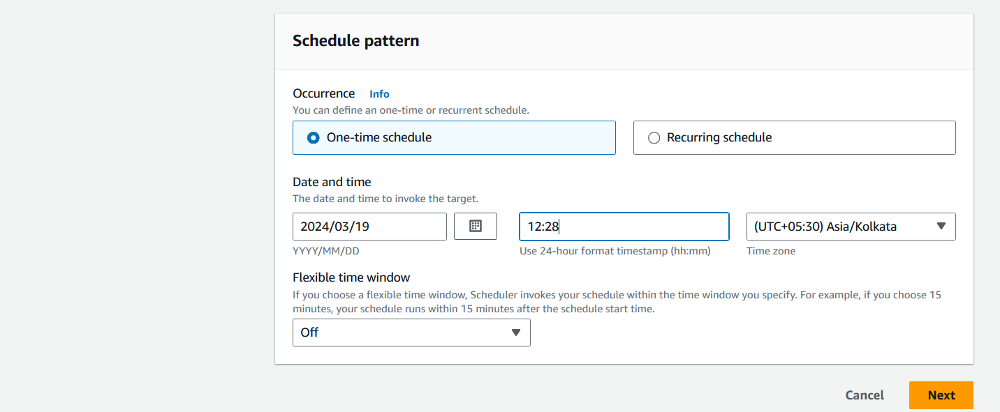 Schedule pattern
Occurrence Info
You can define an one-time or recurrent schedule.
One-time schedule Recurring schedule
Date and time
The date and time to invoke the target.
2024/03/19 12:28 (UTC+05:30) Asia/Kolkata
YYYY/MM/DD Use 24-hour format timestamp (hh:mm) Time zone
Flexible time window
If you choose a flexible time window, Scheduler invokes your schedule within the time window you specify. For example, if you choose 15
minutes, your schedule runs within 15 minutes after the schedule start time.
Off
Cancel Next